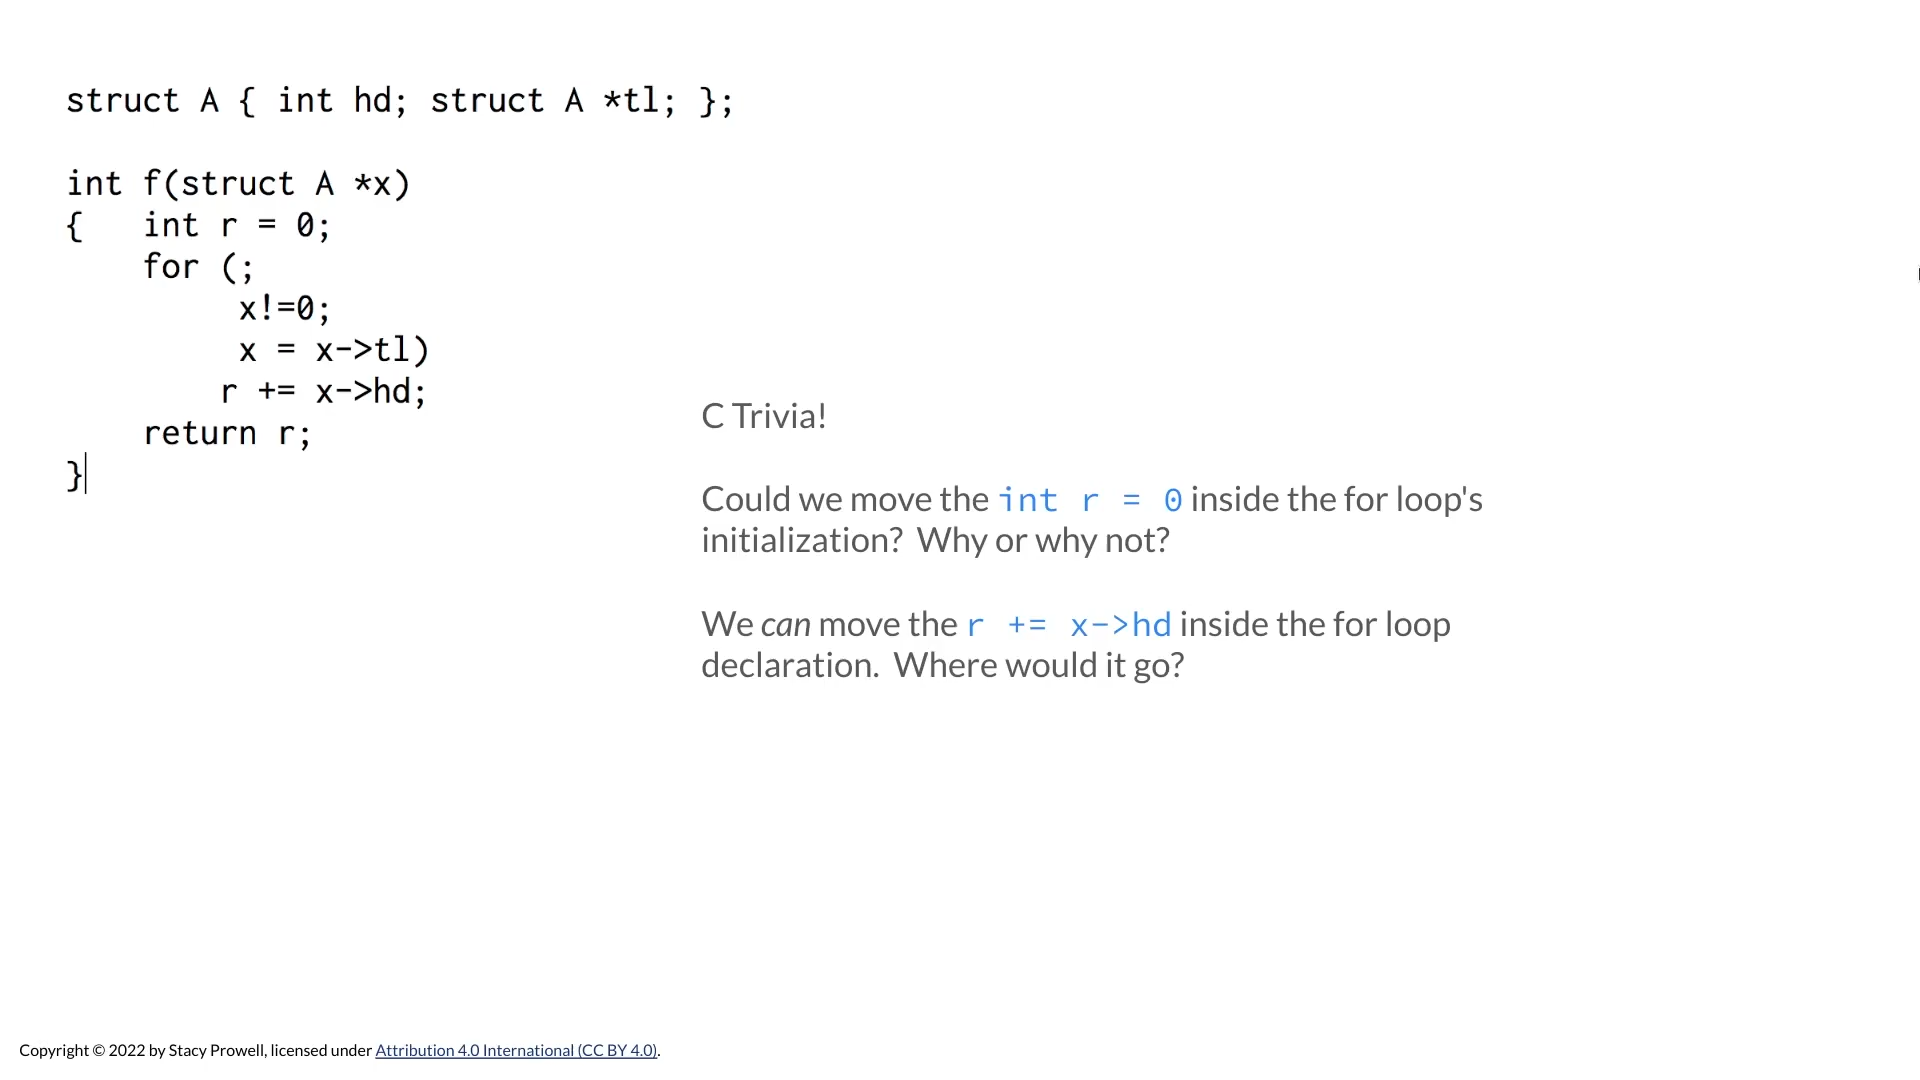 struct A { int hd; struct A *tl; };
int f(struct A *x)
{   int r = 0;
    for (;
         x!=0;
         x = x->tl)
        r += x->hd;
    return r;
}
C Trivia!
Could we move the int r = 0 inside the for loop's
initialization?  Why or why not?
We can move the r += x->hd inside the for loop
declaration.  Where would it go?
Copyright © 2022 by Stacy Prowell, licensed under Attribution 4.0 International (CC BY 4.0).